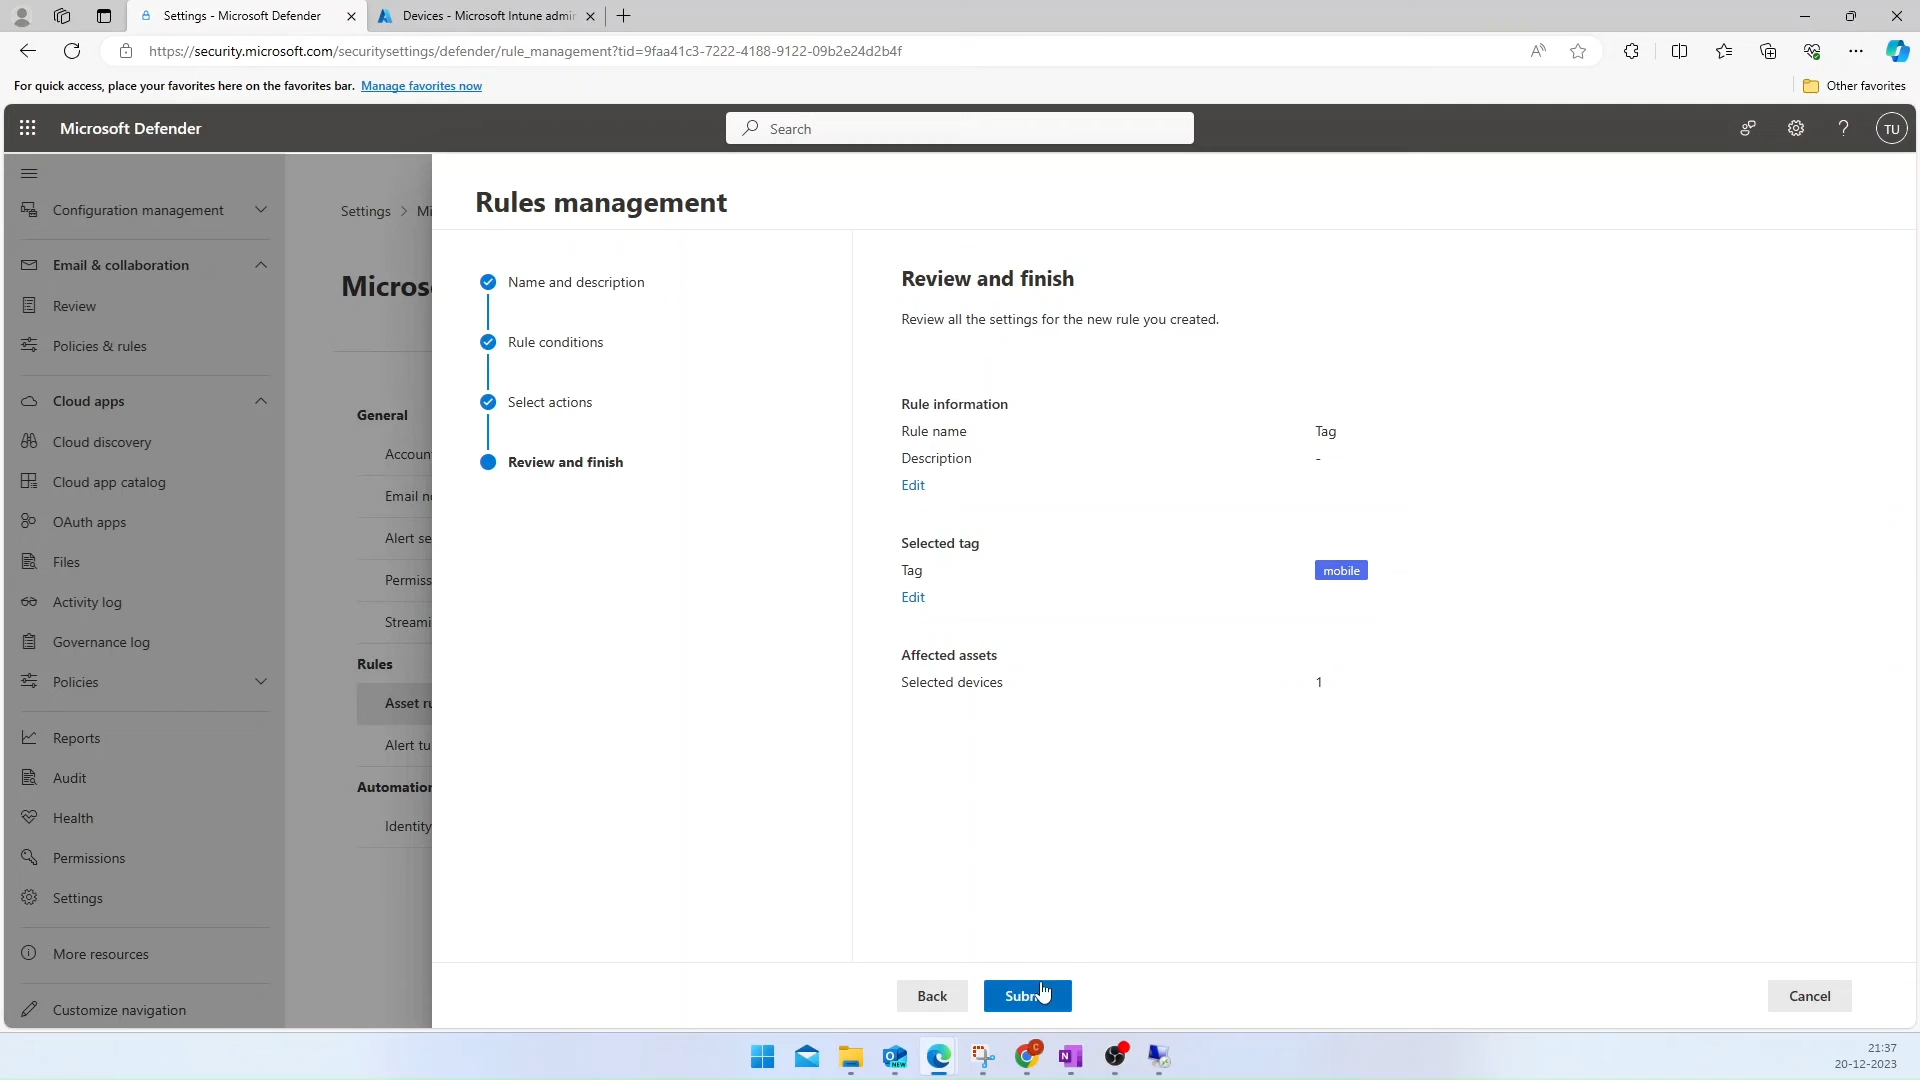 Settings - Microsoft Defender
Devices - Microsoft Intune admi
https://security.microsoft.com/securitysettings/defender/rule_management?tid=9faa41c3-7222-4188-9122-09b2e24d2b4f
For quick access, place your favorites here on the favorites bar. Manage favorites now
Other favorites
Microsoft Defender
Search
TU
Configuration management
Email & collaboration
Review
Policies & rules
Cloud apps
Cloud discovery
Cloud app catalog
OAuth apps
Files
Activity log
Governance log
Policies
Reports
Audit
Health
Permissions
Settings
More resources
Customize navigation
Settings > Mi
Micros
General
Accoun
Email n
Alert se
Permiss
Streami
Rules
Asset ru
Alert tu
Automation
Identity
Rules management
Name and description
Rule conditions
Select actions
Review and finish
Review and finish
Review all the settings for the new rule you created.
Rule information
Rule name Tag
Description -
Edit
Selected tag
Tag mobile
Edit
Affected assets
Selected devices 1
Back
Subm
Cancel
21:37
20-12-2023